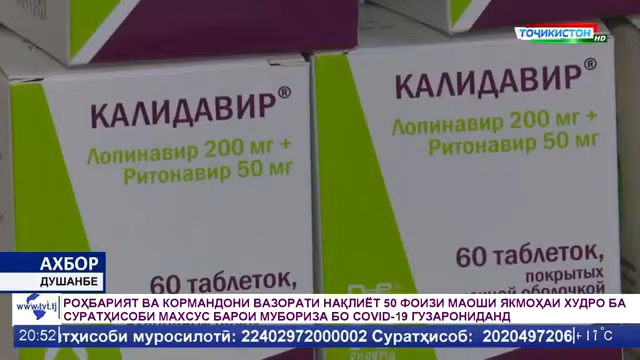 ТОҶИКИСТОН HD
КАЛИДАВИР®
Лопинавир 200 мг +
Ритонавир 50 мг
60 таблеток,
КАЛИДАВИР®
Лопинавир 200 мг +
Ритонавир 50 мг
60 таблеток,
покрытых
оболочкой
АХБОР
ДУШАНБЕ
www.tvt.tj
РОҲБАРИЯТ ВА КОРМАНДОНИ ВАЗОРАТИ НАҚЛИЁТ 50 ФОИЗИ МАОШИ ЯКМОҲАИ ХУДРО БА
СУРАТҲИСОБИ МАХСУС БАРОИ МУБОРИЗА БО COVID-19 ГУЗАРОНИДАНД
20:52 атҳисоби муросилотӣ: 22402972000002 Суратҳисоб: 2020497206 +11°C